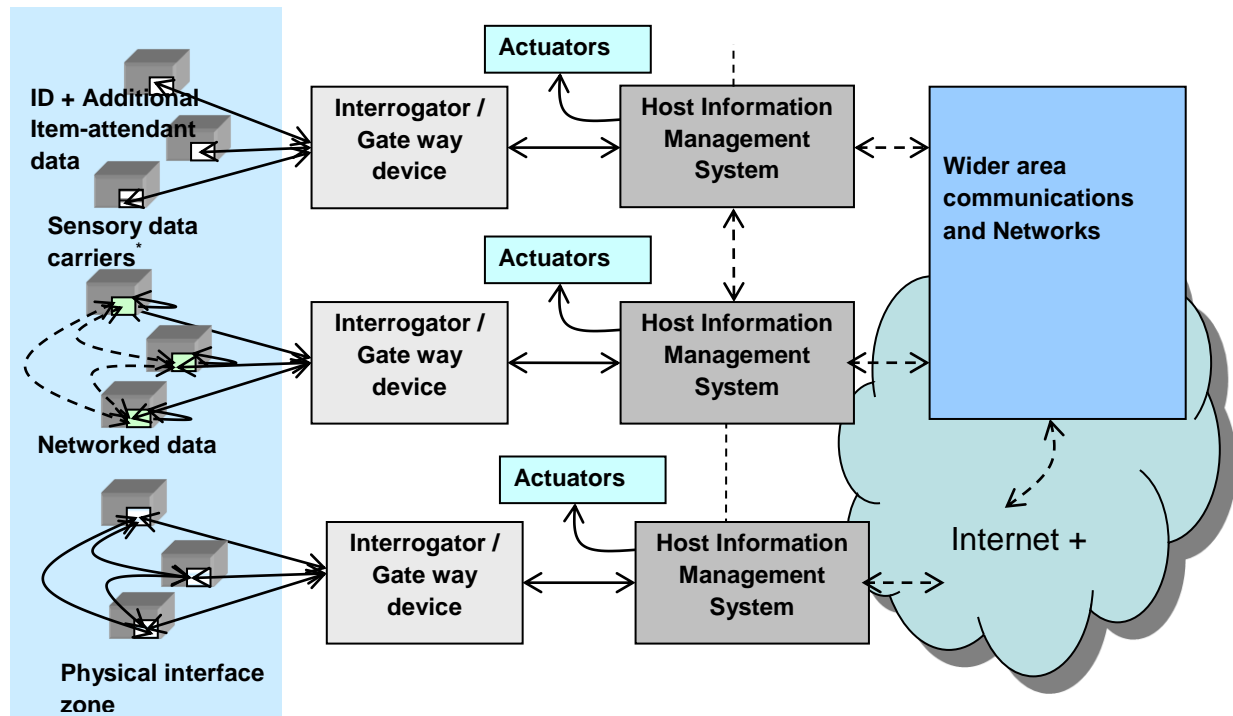 ID + Additional
Item-attendant
data
Sensory data
carriers*
Networked data
Physical interface
zone
Interrogator /
Gate way
device
Actuators
Host Information
Management
System
Interrogator /
Gate way
device
Actuators
Host Information
Management
System
Interrogator /
Gate way
device
Actuators
Host Information
Management
System
Wider area
communications
and Networks
Internet +